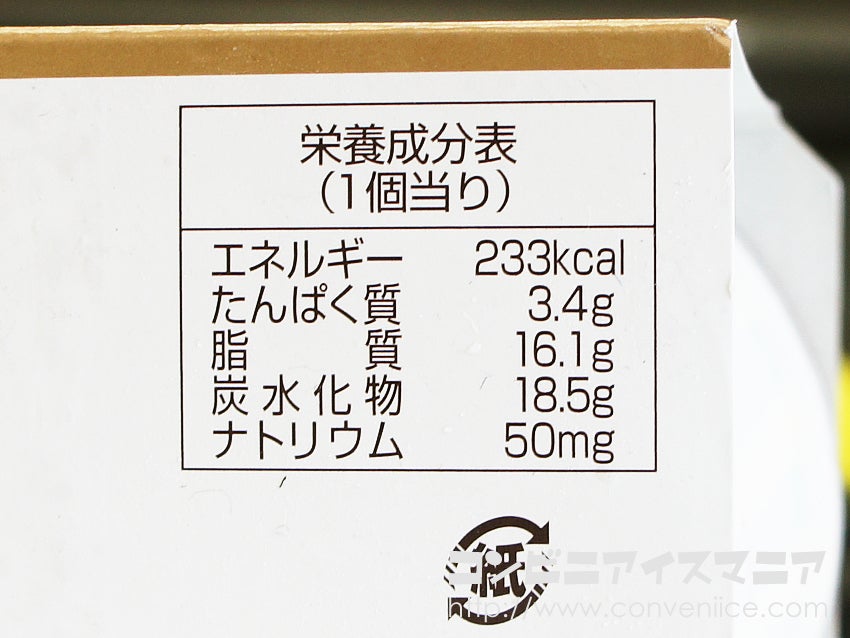 栄養成分表
（1個当り）
エネルギー 233kcal
たんぱく質 3.4g
脂質 16.1g
炭水化物 18.5g
ナトリウム 50mg
紙
コンビニアイスマニア
http://www.conveniice.com/